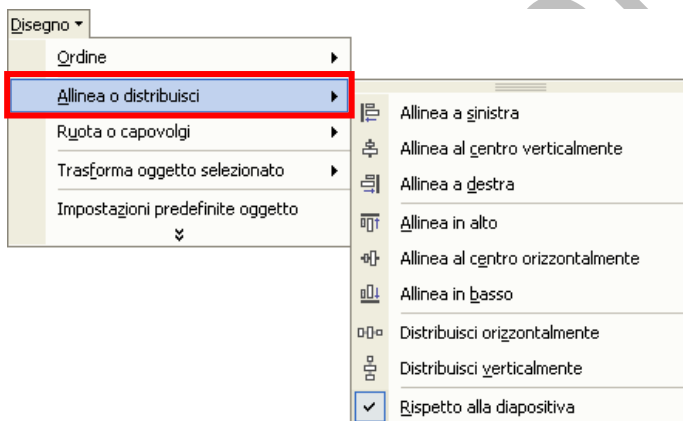 Disegno
Ordine
Allinea o distribuisci
Ruota o capovolgi
Trasforma oggetto selezionato
Impostazioni predefinite oggetto
Allinea a sinistra
Allinea al centro verticalmente
Allinea a destra
Allinea in alto
Allinea al centro orizzontalmente
Allinea in basso
Distribuisci orizzontalmente
Distribuisci verticalmente
Rispetto alla diapositiva